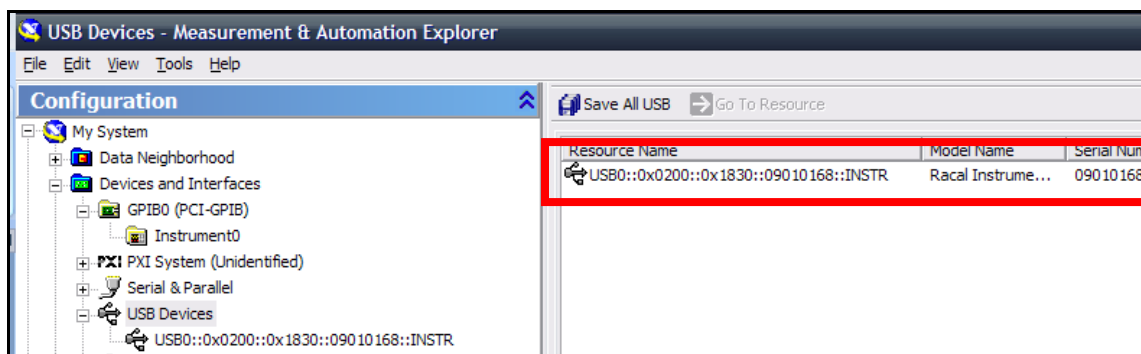 USB Devices - Measurement & Automation Explorer
File Edit View Tools Help
Configuration
My System
Data Neighborhood
Devices and Interfaces
GPIB0 (PCI-GPIB)
Instrument0
PXI PXI System (Unidentified)
Serial & Parallel
USB Devices
USB0::0x0200::0x1830::09010168::INSTR
Save All USB Go To Resource
Resource Name Model Name Serial Num
USB0::0x0200::0x1830::09010168::INSTR Racal Instrume... 09010168